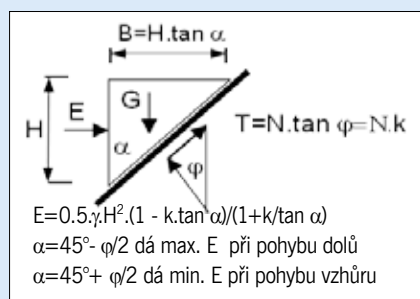 B=H.tan α
E
G
H
α
φ
T=N.tan φ=N.k
E=0.5.γ.H².(1 - k.tan α)/(1+k/tan α)
α=45°- φ/2 dá max. E při pohybu dolů
α=45°+ φ/2 dá min. E při pohybu vzhůru